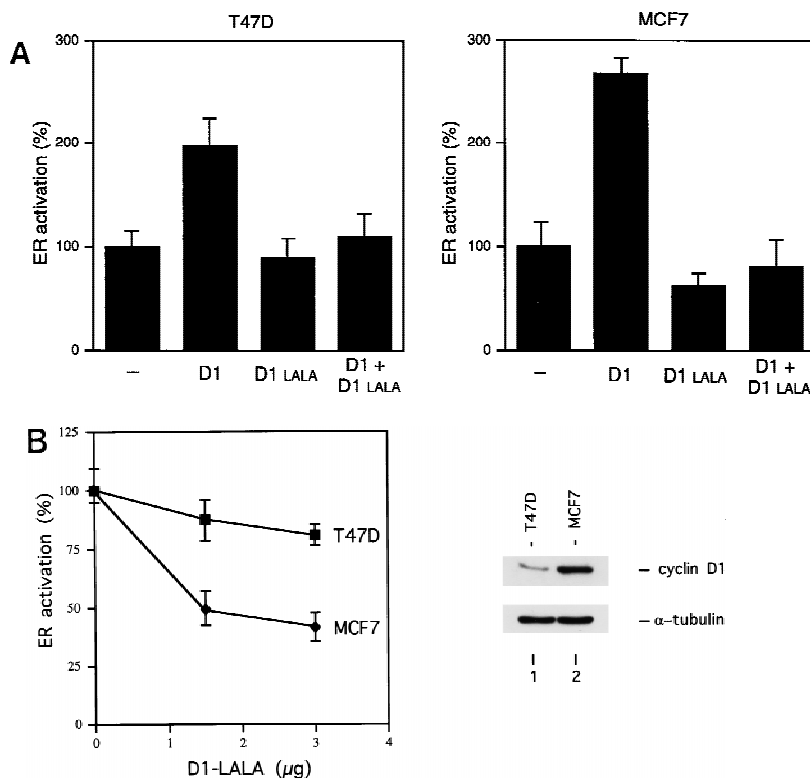 T47D
MCF7
A
300
200
100
0
ER activation (%)
–
D1
D1 LALA
D1 +
D1 LALA
300
200
100
0
ER activation (%)
–
D1
D1 LALA
D1 +
D1 LALA
B
125
100
75
50
25
0
ER activation (%)
T47D
MCF7
0
1
2
3
4
D1-LALA (µg)
- T47D
- MCF7
– cyclin D1
– α-tubulin
1
2